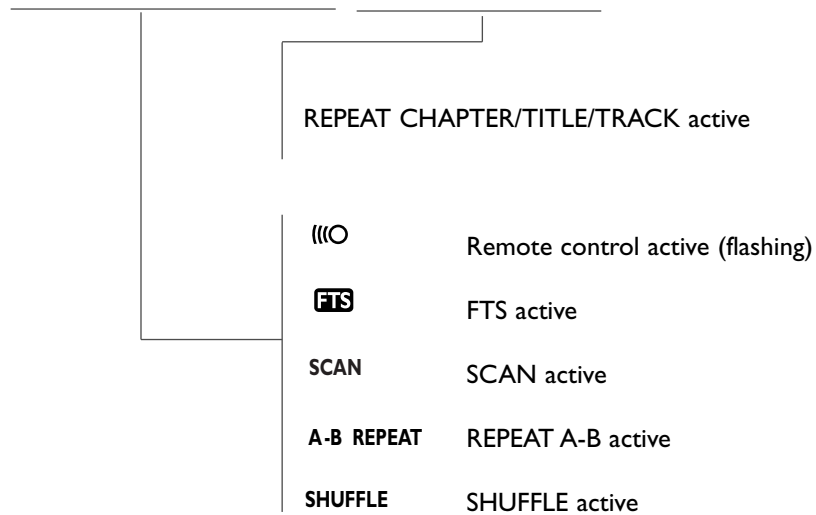 REPEAT CHAPTER/TITLE/TRACK active
Remote control active (flashing)
FTS FTS active
SCAN SCAN active
A-B REPEAT REPEAT A-B active
SHUFFLE SHUFFLE active